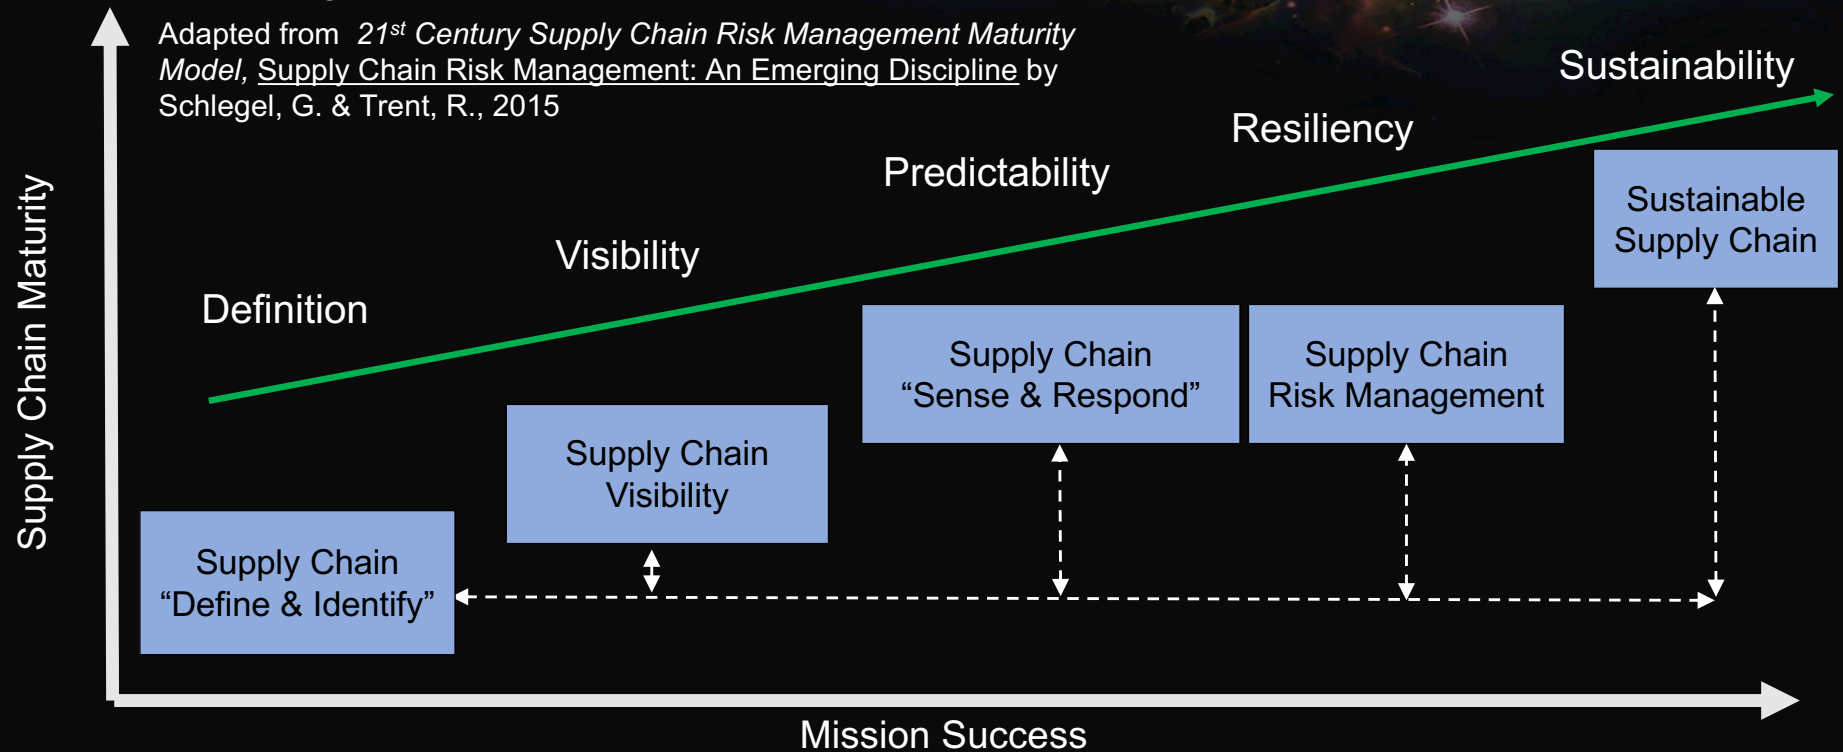 Adapted from 21st Century Supply Chain Risk Management Maturity
Model, Supply Chain Risk Management: An Emerging Discipline by
Schlegel, G. & Trent, R., 2015
Sustainability
Resiliency
Predictability
Visibility
Definition
Supply Chain Maturity
Sustainable
Supply Chain
Supply Chain
“Sense & Respond”
Supply Chain
Risk Management
Supply Chain
Visibility
Supply Chain
“Define & Identify”
Mission Success